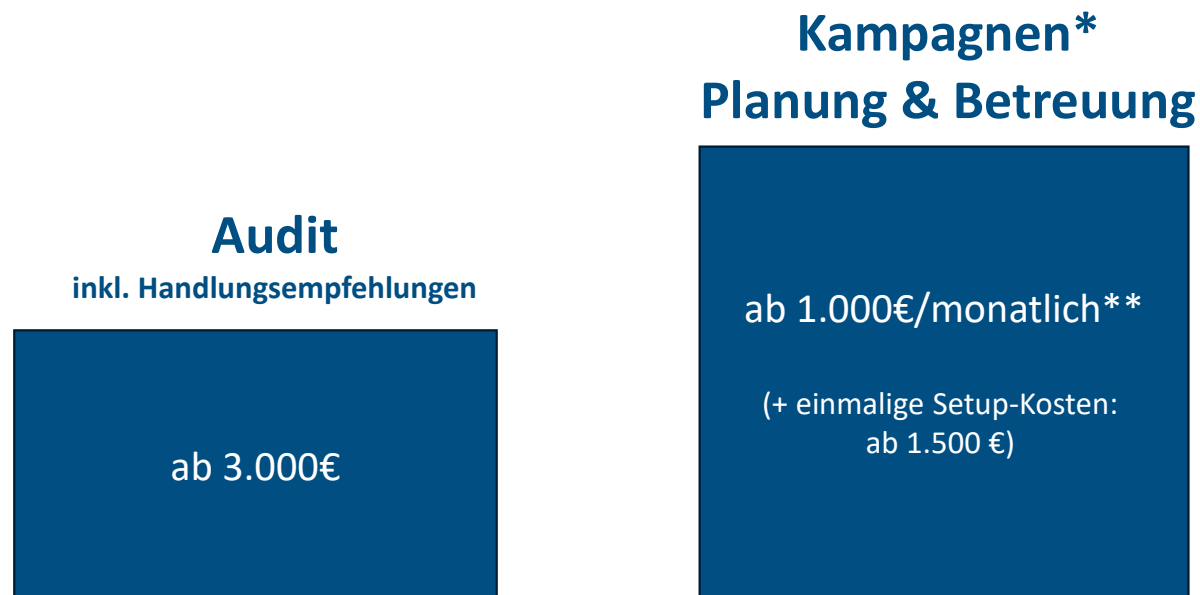 Audit
inkl. Handlungsempfehlungen
ab 3.000€
Kampagnen*
Planung & Betreuung
ab 1.000€/monatlich**
(+ einmalige Setup-Kosten:
ab 1.500 €)